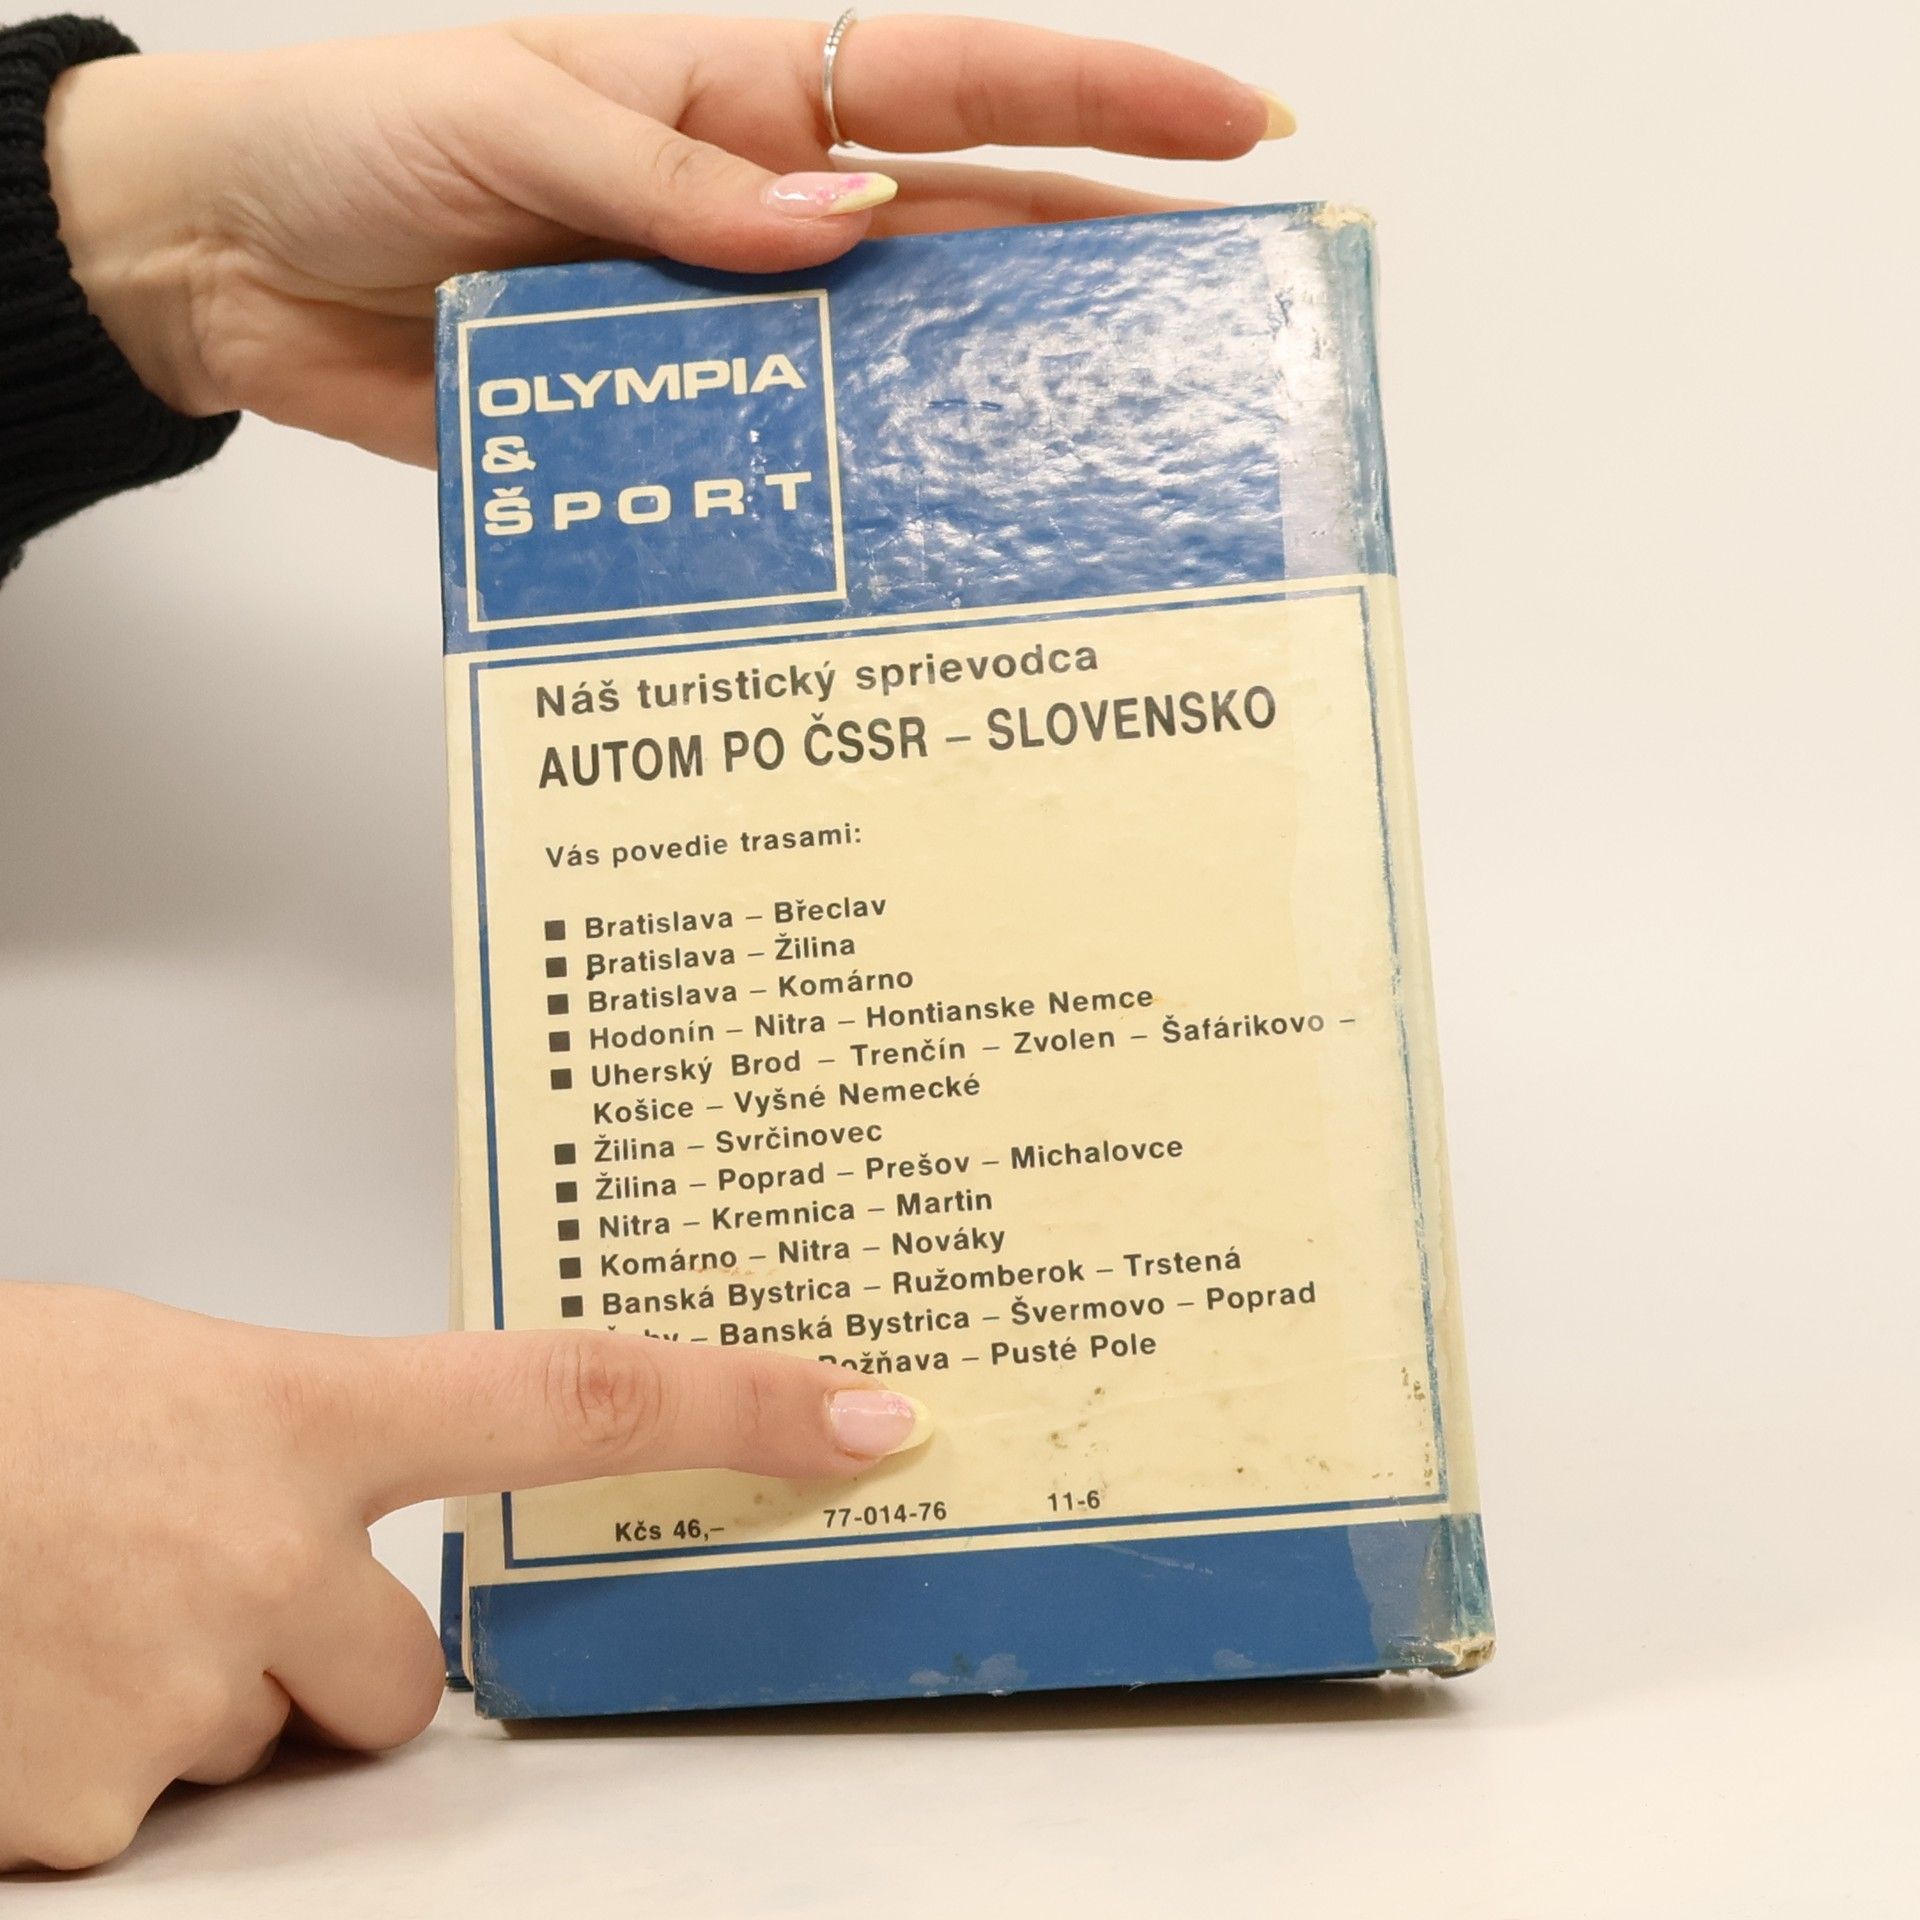 OLYMPIA
&
ŠPORT
Náš turistický sprievodca
AUTOM PO ČSSR – SLOVENSKO
Vás povedie trasami:
■ Bratislava – Břeclav
■ Bratislava – Žilina
■ Bratislava – Komárno
■ Hodonín – Nitra – Hontianske Nemce
■ Uherský Brod – Trenčín – Zvolen – Šafárikovo –
Košice – Vyšné Nemecké
■ Žilina – Svrčinovec
■ Žilina – Poprad – Prešov – Michalovce
■ Nitra – Kremnica – Martin
■ Komárno – Nitra – Nováky
■ Banská Bystrica – Ružomberok – Trstená
– Banská Bystrica – Švermovo – Poprad
Rožňava – Pusté Pole
Kčs 46,– 77-014-76 11-6